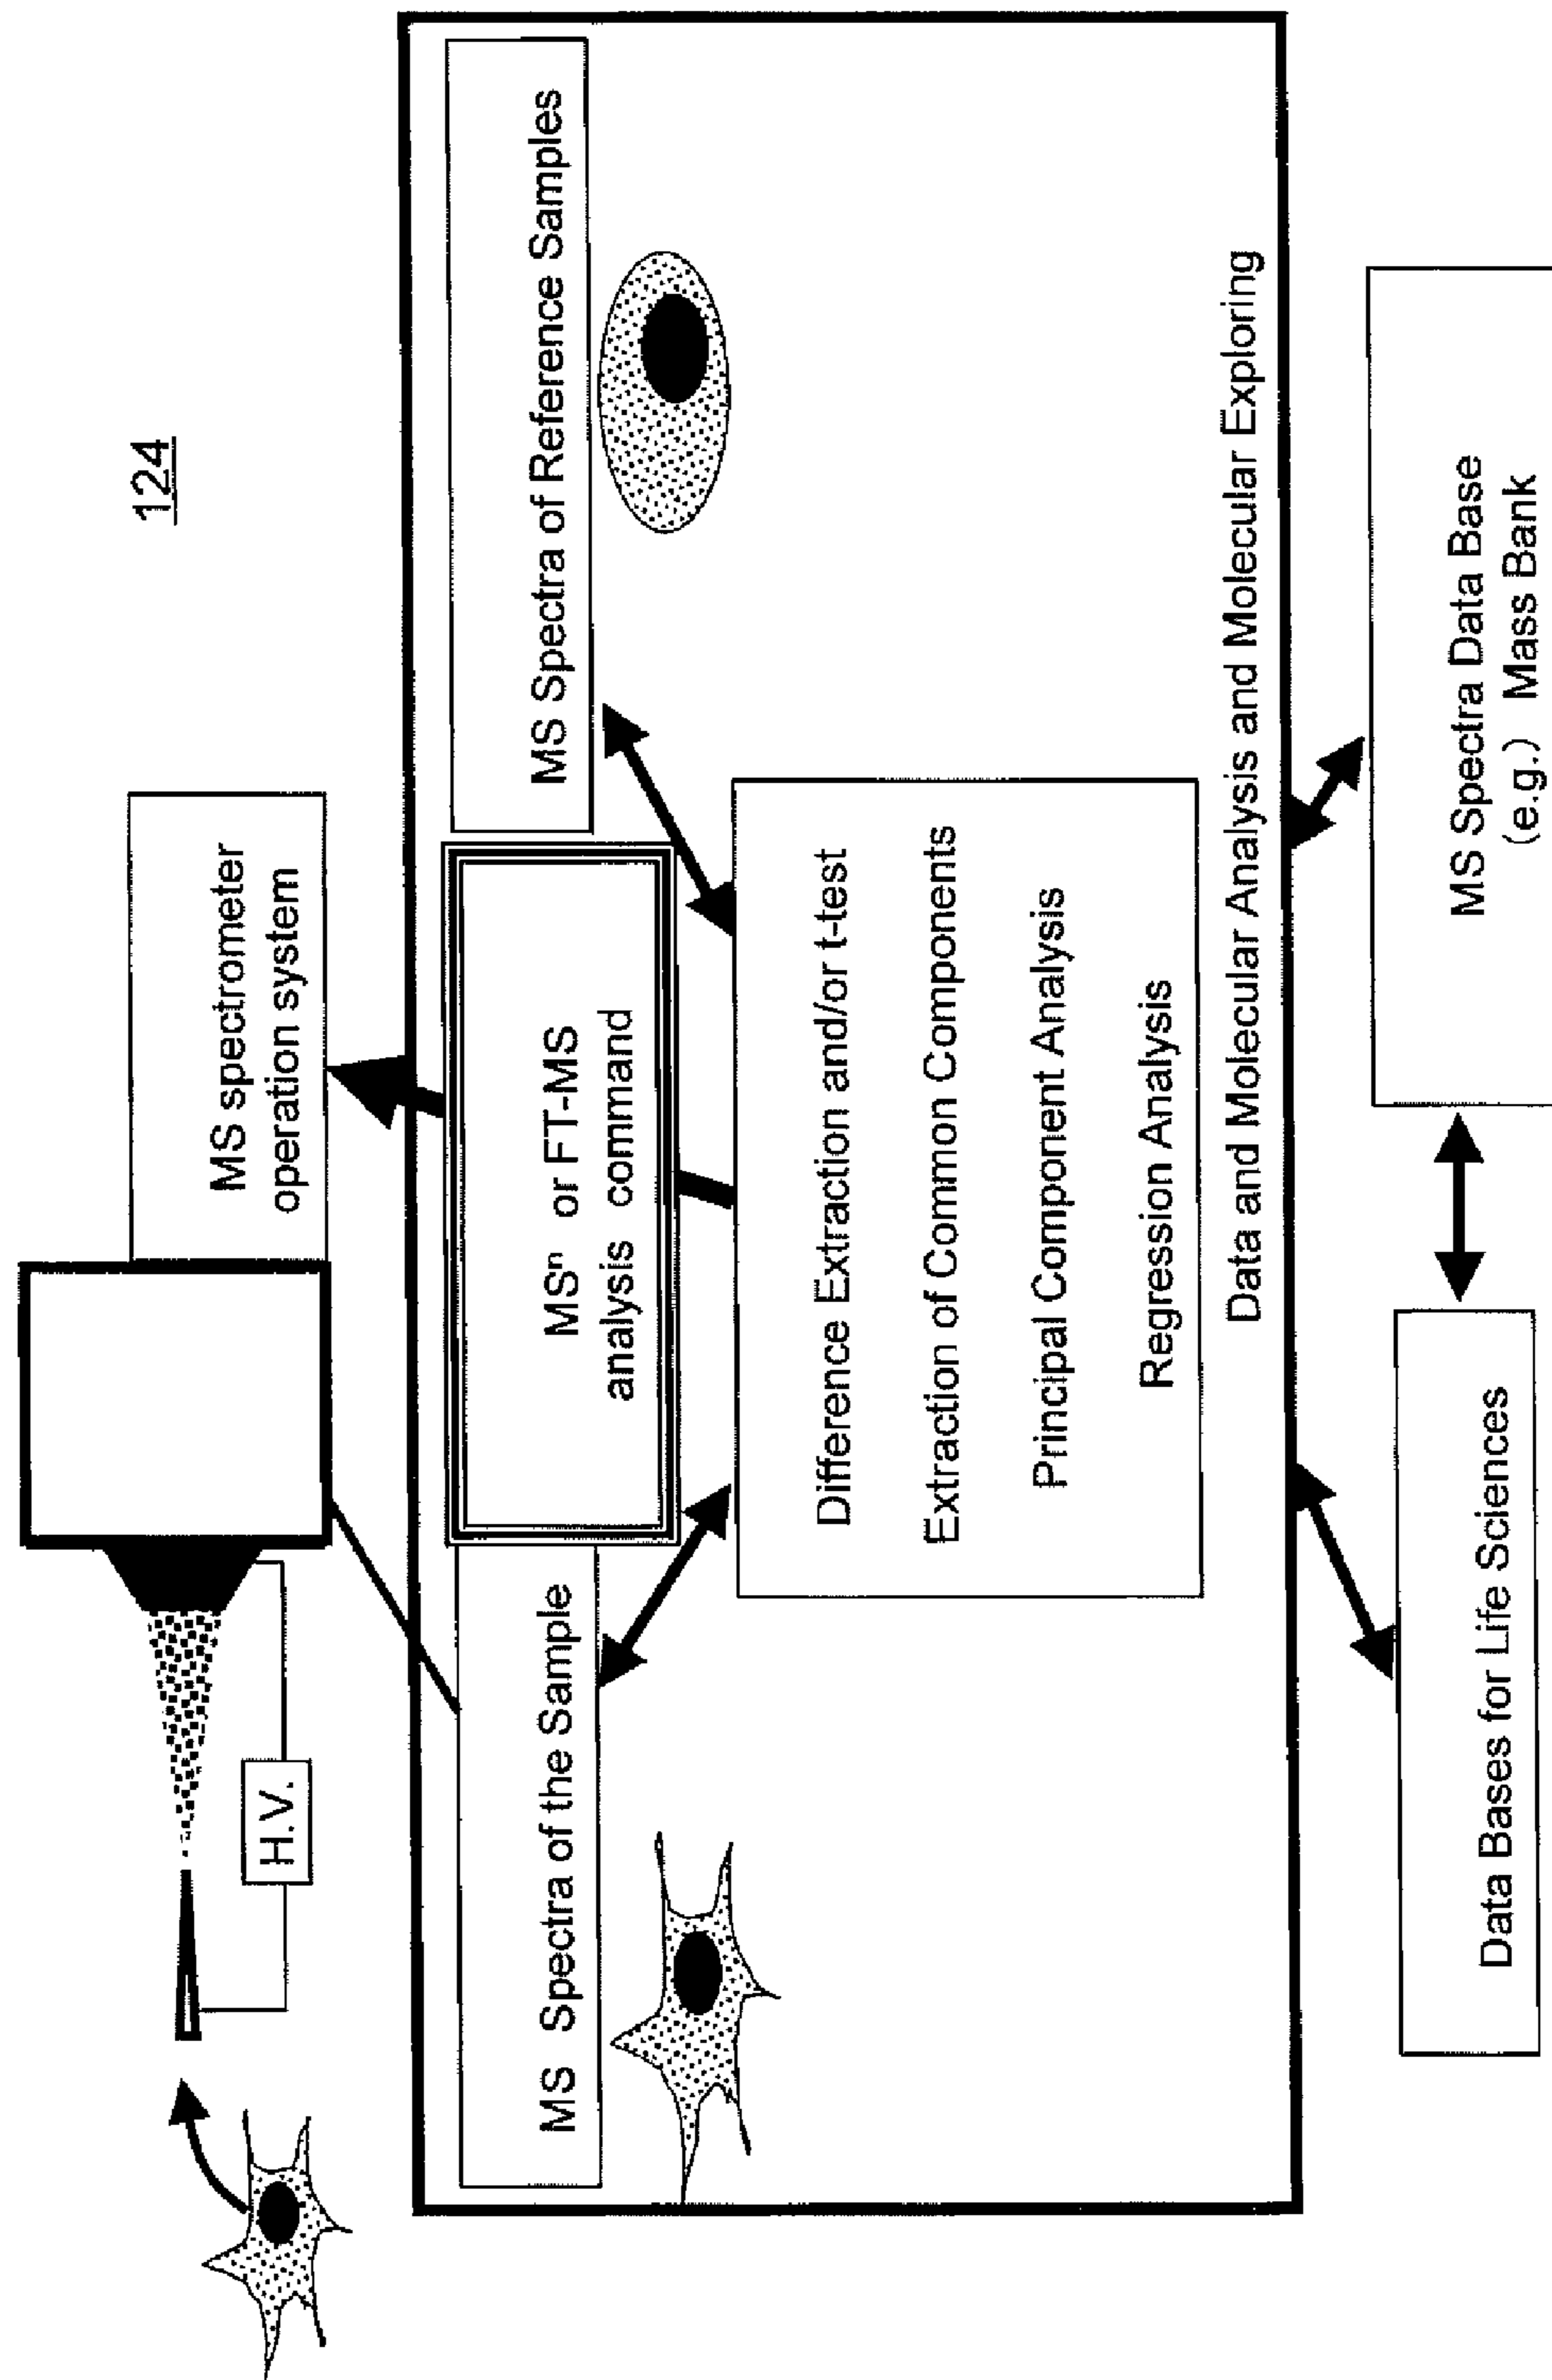 124
MS spectrometer
operation system
H.V.
MS Spectra of the Sample
MSⁿ or FT-MS
analysis command
MS Spectra of Reference Samples
Difference Extraction and/or t-test
Extraction of Common Components
Principal Component Analysis
Regression Analysis
Data and Molecular Analysis and Molecular Exploring
Data Bases for Life Sciences
MS Spectra Data Base
(e.g.) Mass Bank